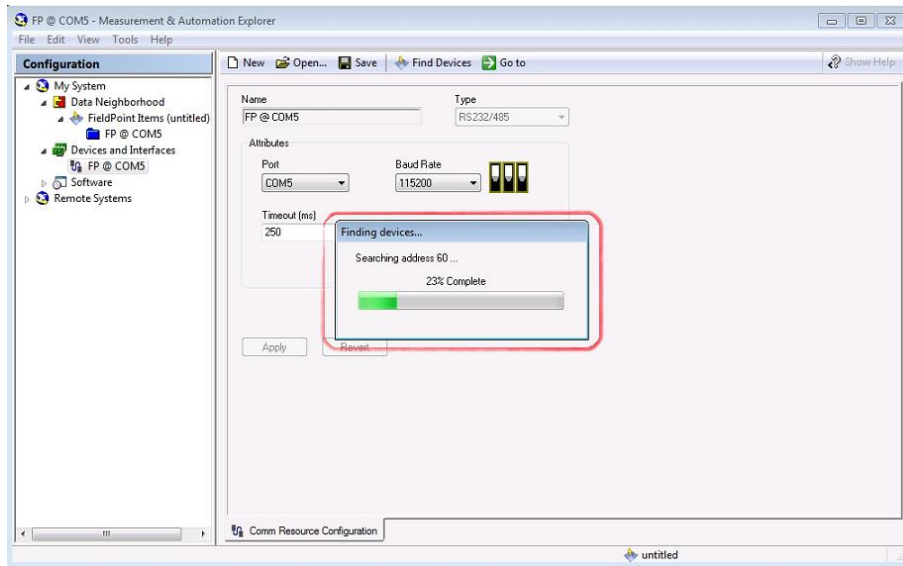 FP @ COM5 - Measurement & Automation Explorer
File Edit View Tools Help
Configuration
New Open... Save Find Devices Go to Show Help
My System
Data Neighborhood
FieldPoint Items (untitled)
FP @ COM5
Devices and Interfaces
FP @ COM5
Software
Remote Systems
Name Type
FP @ COM5 RS232/485
Attributes
Port Baud Rate
COM5 115200
Timeout (ms)
250
Finding devices...
Searching address 60 ...
23% Complete
Apply Revert
Comm Resource Configuration
untitled